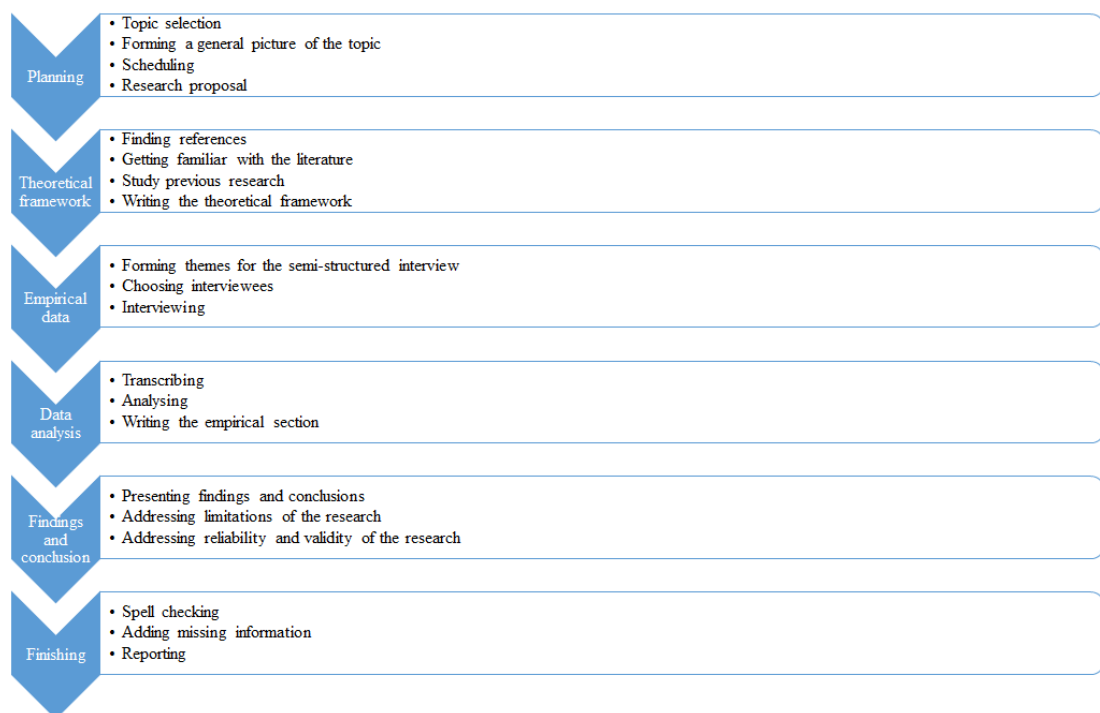 Planning
• Topic selection
• Forming a general picture of the topic
• Scheduling
• Research proposal
Theoretical
framework
• Finding references
• Getting familiar with the literature
• Study previous research
• Writing the theoretical framework
Empirical
data
• Forming themes for the semi-structured interview
• Choosing interviewees
• Interviewing
Data
analysis
• Transcribing
• Analysing
• Writing the empirical section
Findings
and
conclusion
• Presenting findings and conclusions
• Addressing limitations of the research
• Addressing reliability and validity of the research
Finishing
• Spell checking
• Adding missing information
• Reporting